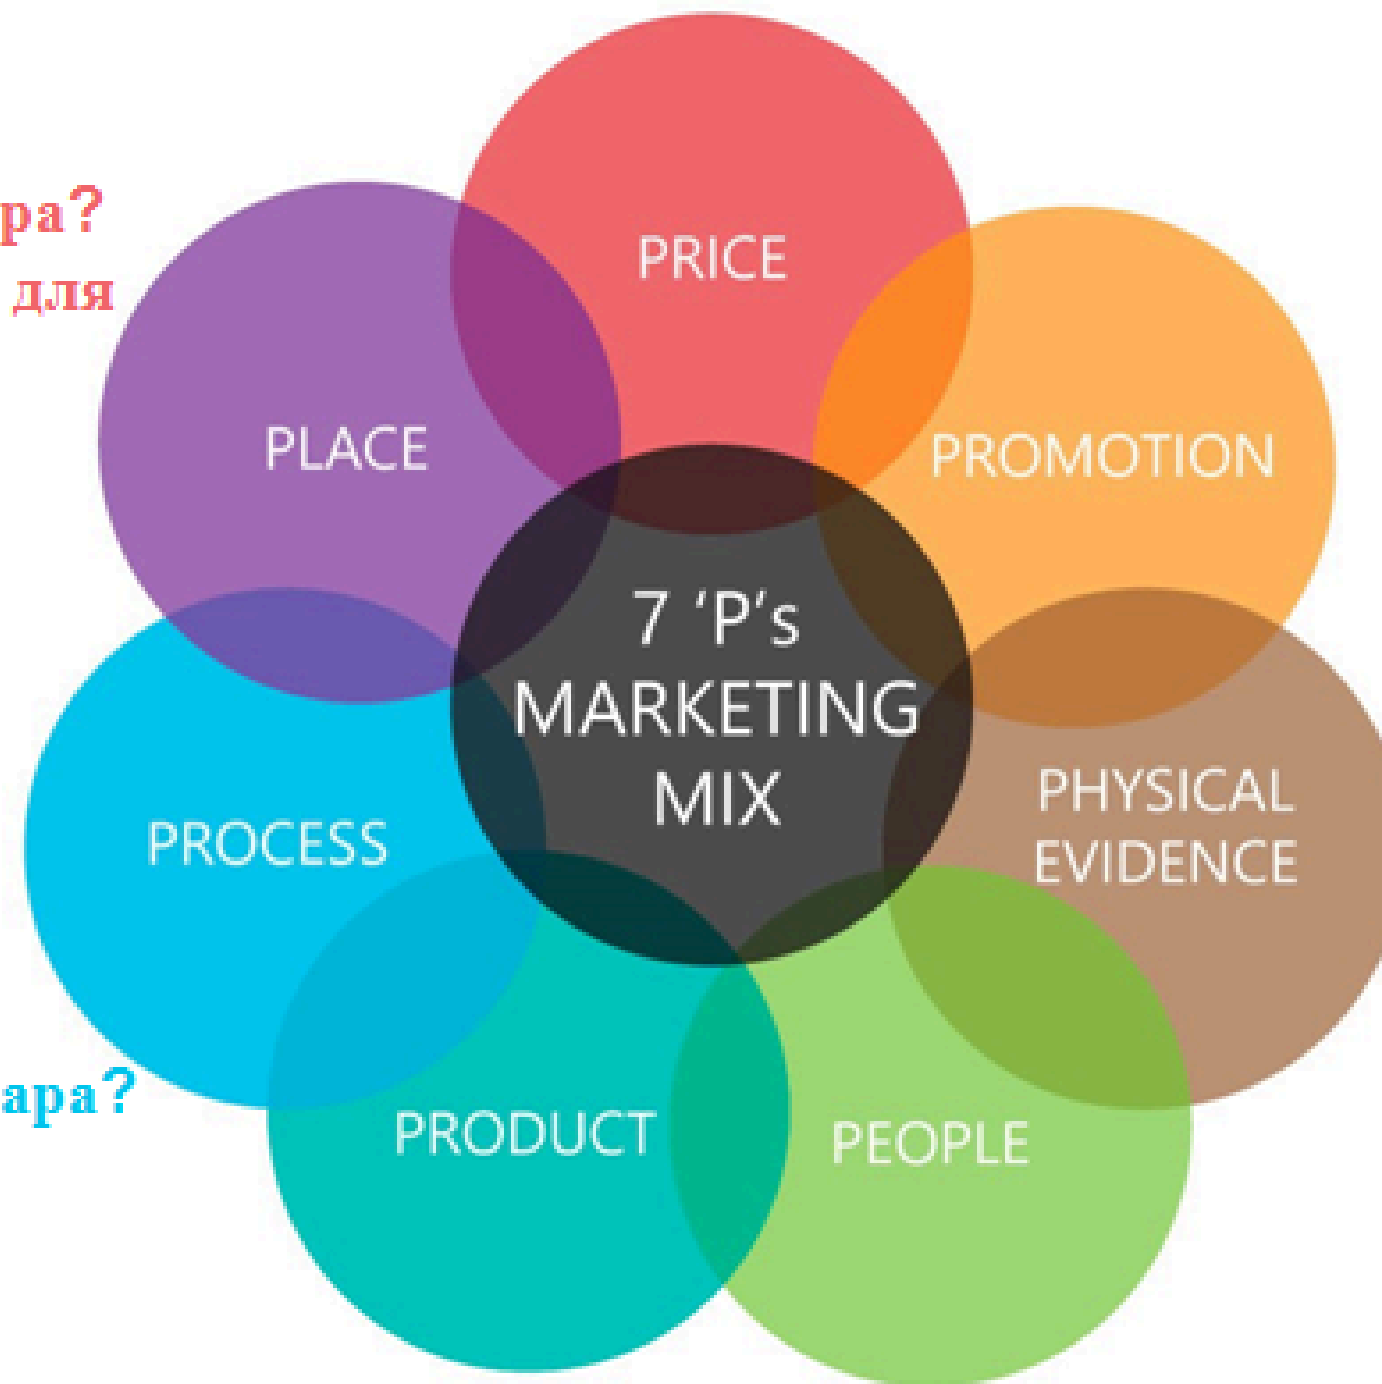 ра?
для
PRICE
PLACE
PROMOTION
7 ‘P’s
MARKETING
MIX
PHYSICAL
EVIDENCE
PROCESS
ара?
PRODUCT
PEOPLE